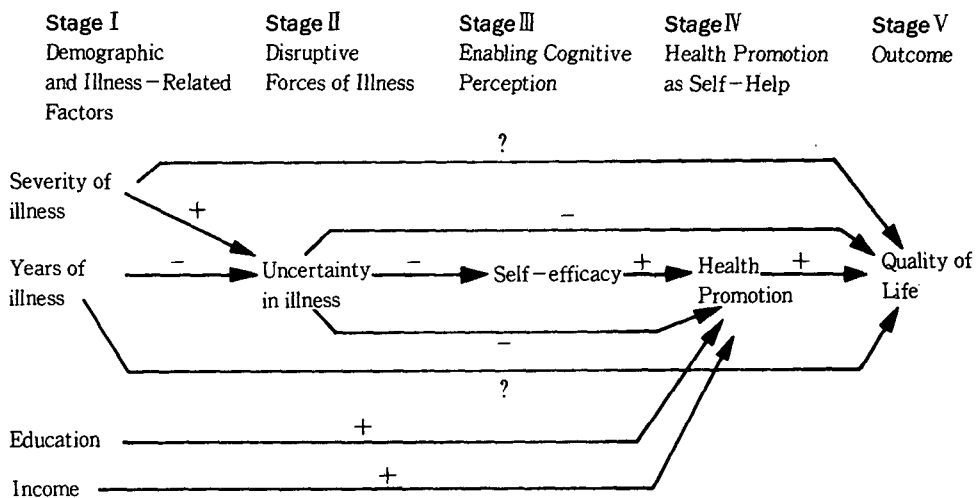 Stage I
Demographic
and Illness-Related
Factors
Stage II
Disruptive
Forces of Illness
Stage III
Enabling Cognitive
Perception
Stage IV
Health Promotion
as Self-Help
Stage V
Outcome
?
Severity of
illness
+
−
Years of
illness
−
Uncertainty
in illness
−
Self-efficacy
+
Health
Promotion
+
Quality of
Life
−
?
Education
+
Income
+